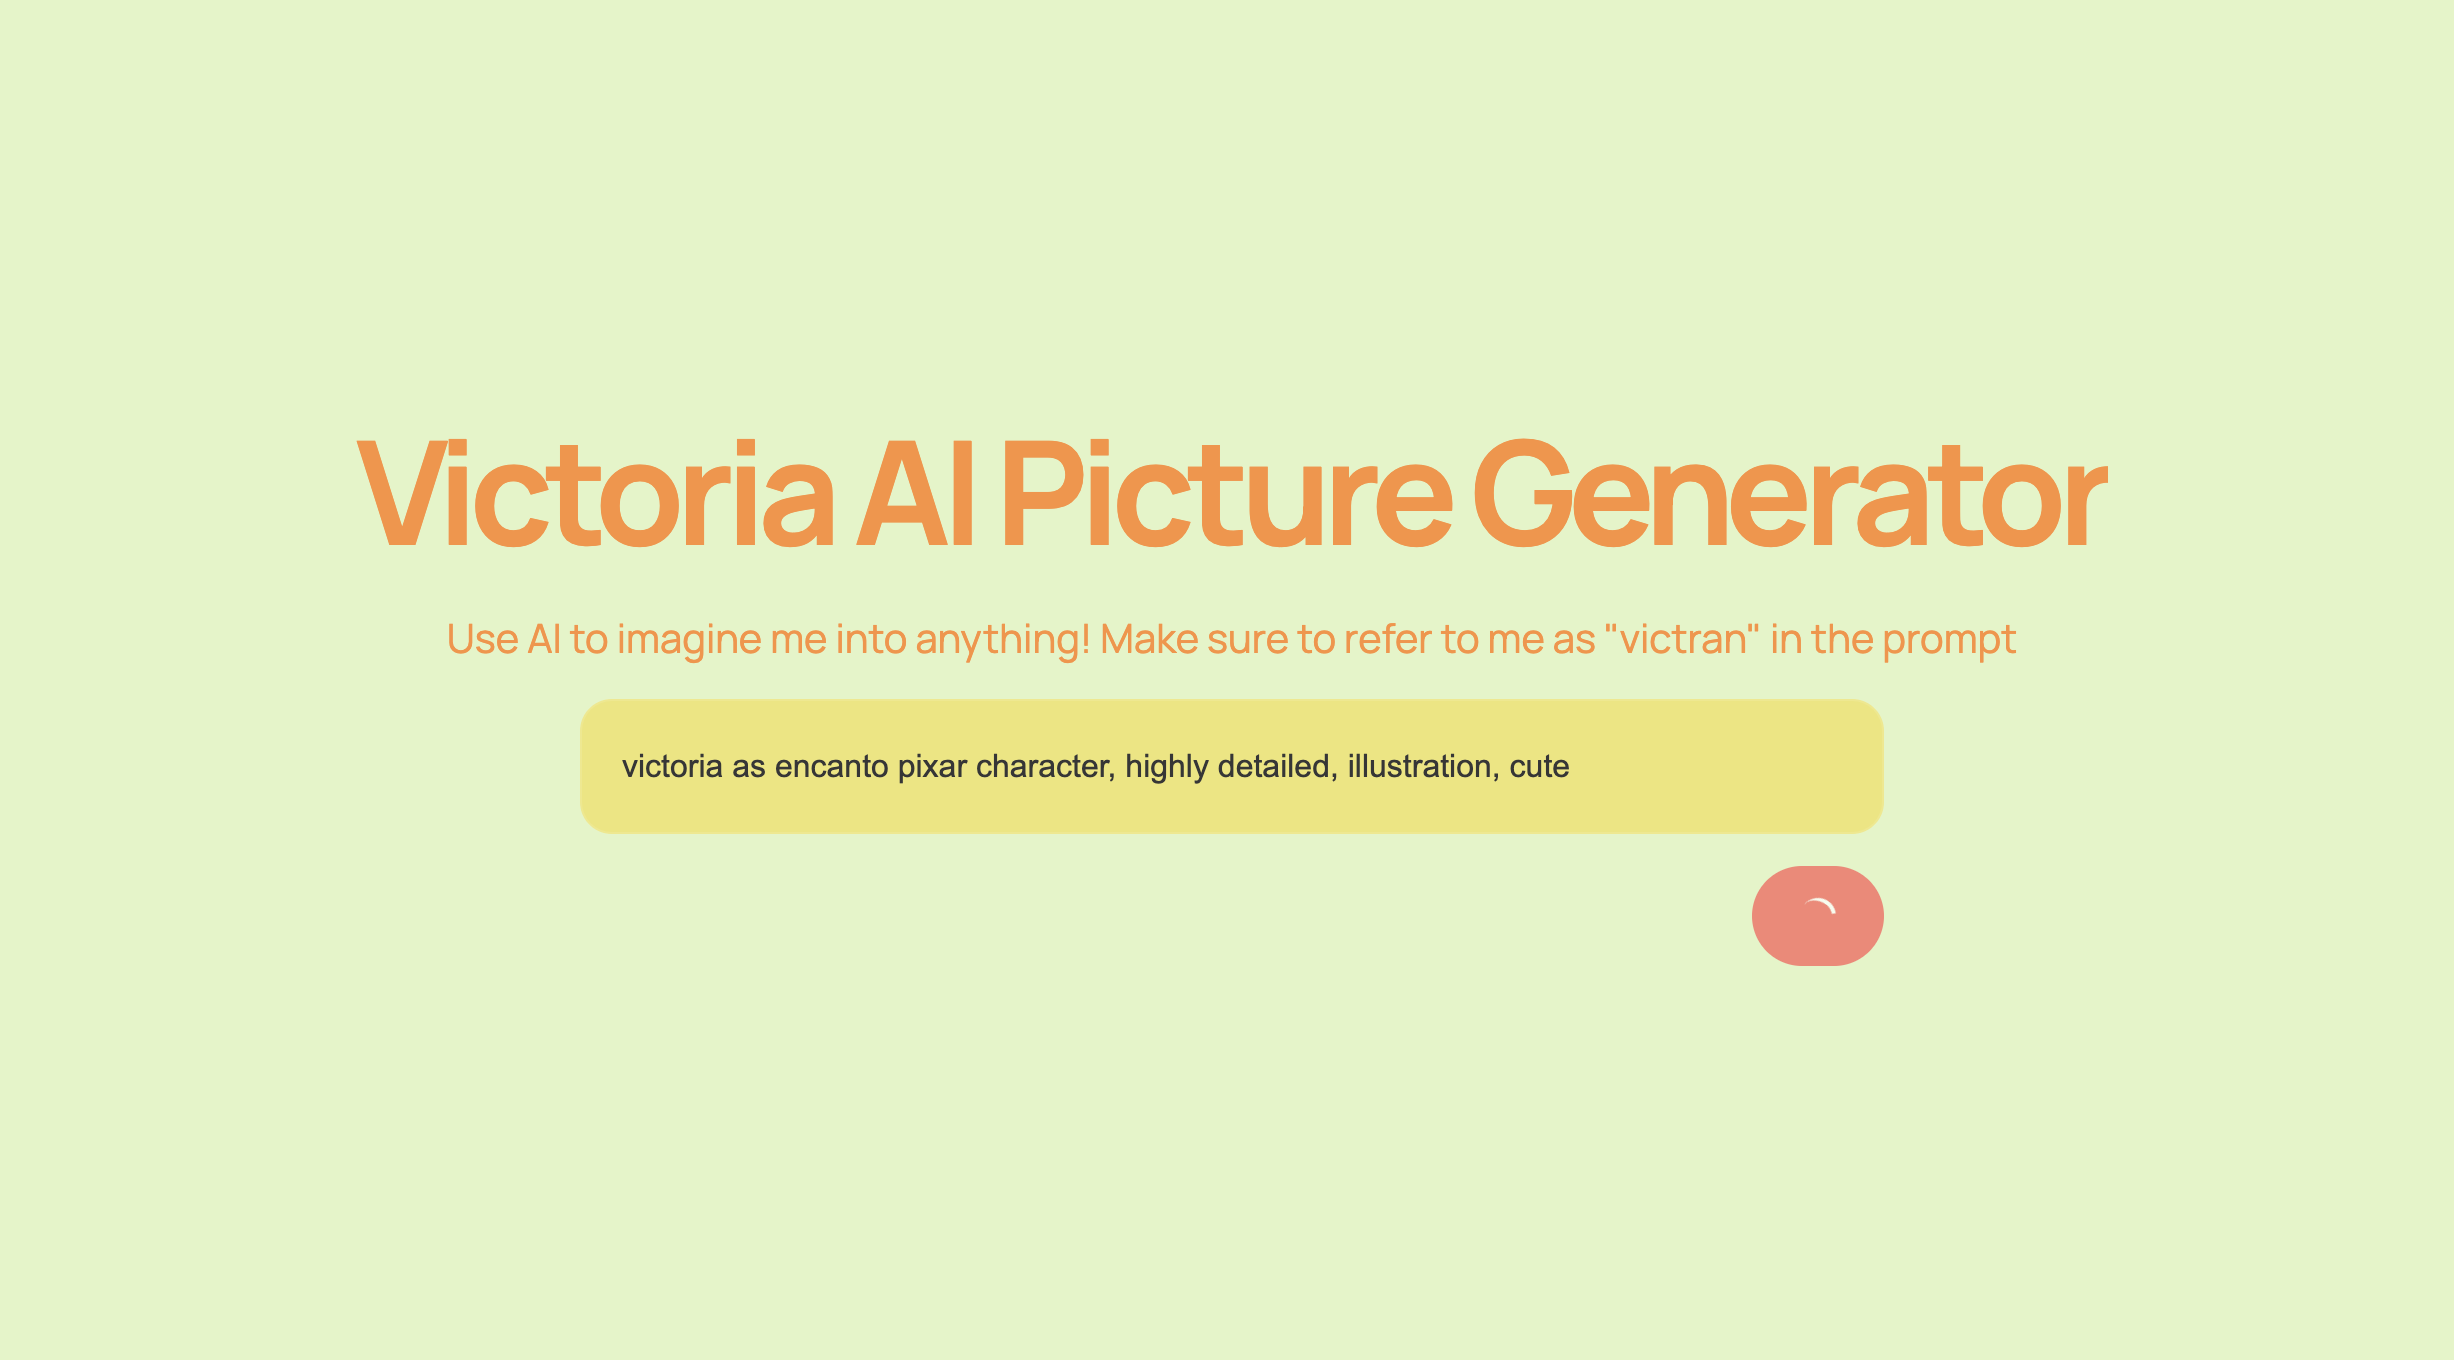 Victoria AI Picture Generator
Use AI to imagine me into anything! Make sure to refer to me as "victran" in the prompt
victoria as encanto pixar character, highly detailed, illustration, cute